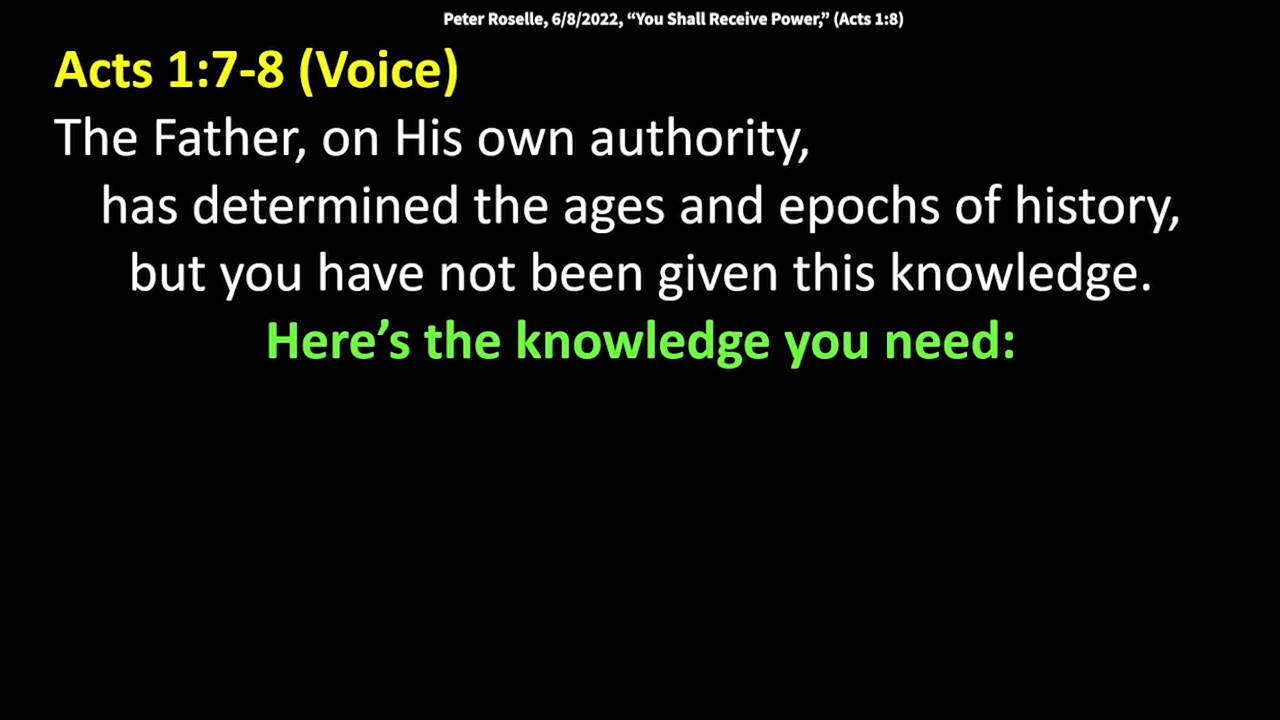 Peter Roselle, 6/8/2022, “You Shall Receive Power,” (Acts 1:8)
Acts 1:7-8 (Voice)
The Father, on His own authority,
has determined the ages and epochs of history,
but you have not been given this knowledge.
Here’s the knowledge you need: